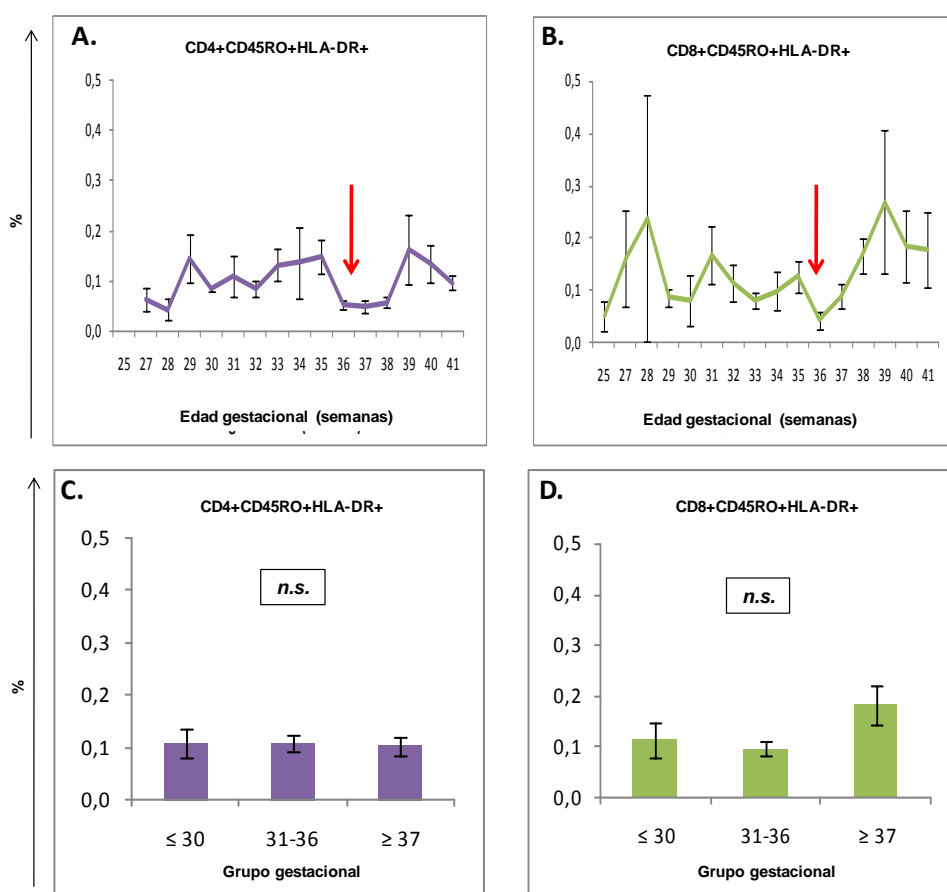 A.
CD4+CD45RO+HLA-DR+
0,5
0,4
0,3
0,2
0,1
0,0
%
25 27 28 29 30 31 32 33 34 35 36 37 38 39 40 41
Edad gestacional (semanas)
B.
CD8+CD45RO+HLA-DR+
0,5
0,4
0,3
0,2
0,1
0,0
25 27 28 29 30 31 32 33 34 35 36 37 38 39 40 41
Edad gestacional (semanas)
C.
CD4+CD45RO+HLA-DR+
0,5
0,4
0,3
0,2
0,1
0,0
%
n.s.
≤ 30 31-36 ≥ 37
Grupo gestacional
D.
CD8+CD45RO+HLA-DR+
0,5
0,4
0,3
0,2
0,1
0,0
n.s.
≤ 30 31-36 ≥ 37
Grupo gestacional